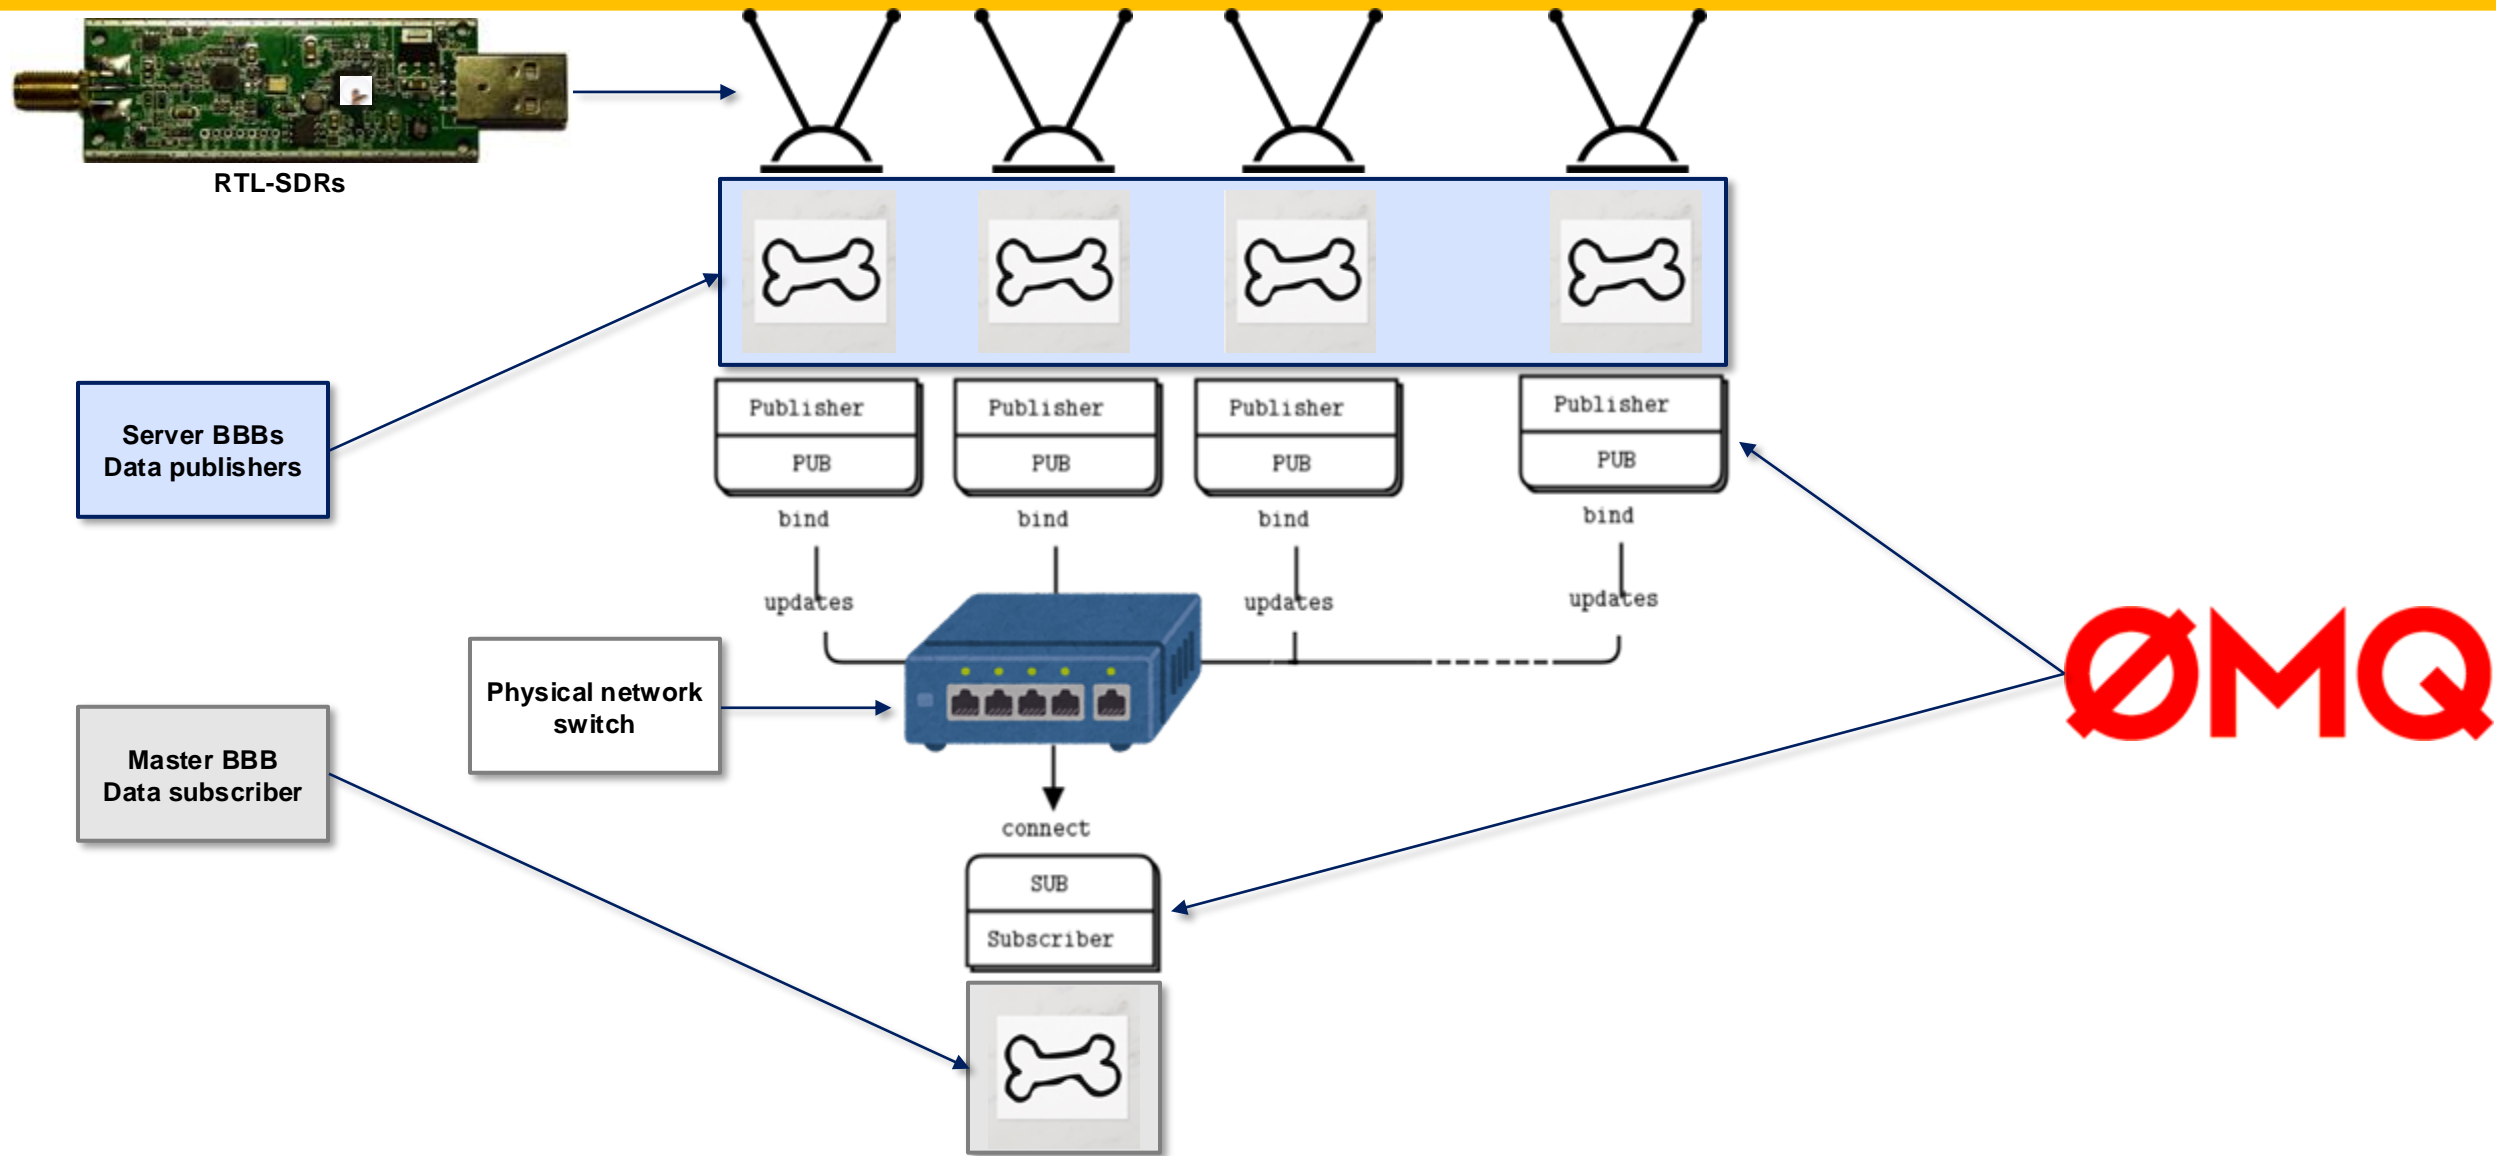 RTL-SDRs
Server BBBs
Data publishers
Publisher
PUB
bind
updates
Publisher
PUB
bind
Publisher
PUB
bind
updates
Publisher
PUB
bind
updates
Physical network
switch
ØMQ
Master BBB
Data subscriber
connect
SUB
Subscriber